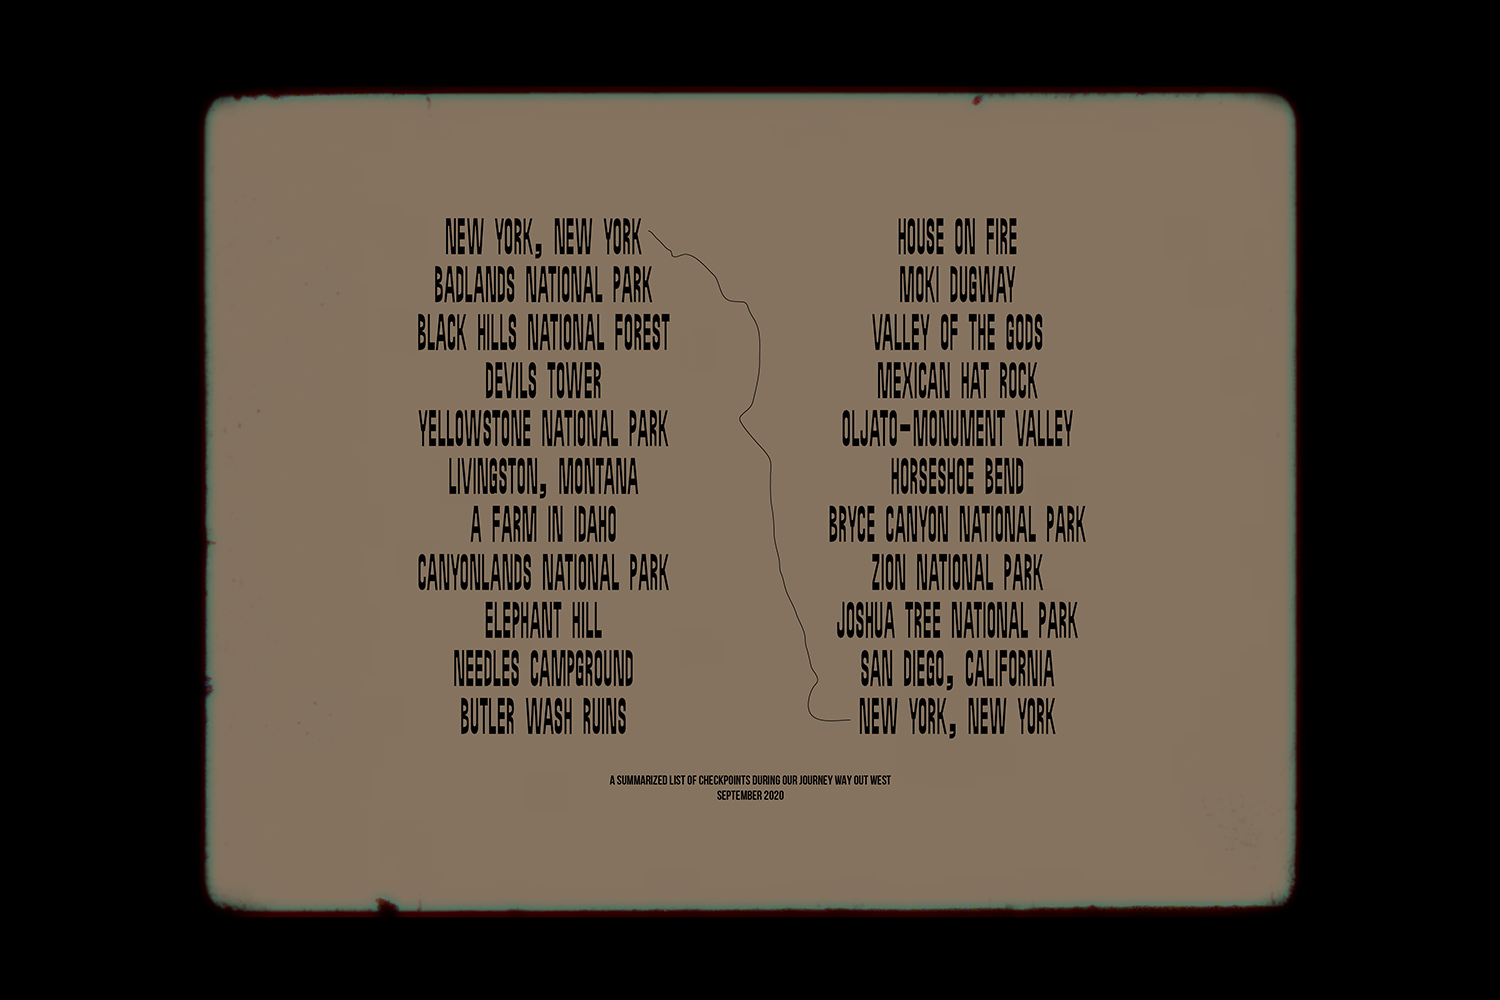 NEW YORK, NEW YORK
BADLANDS NATIONAL PARK
BLACK HILLS NATIONAL FOREST
DEVILS TOWER
YELLOWSTONE NATIONAL PARK
LIVINGSTON, MONTANA
A FARM IN IDAHO
CANYONLANDS NATIONAL PARK
ELEPHANT HILL
NEEDLES CAMPGROUND
BUTLER WASH RUINS
HOUSE ON FIRE
MOKI DUGWAY
VALLEY OF THE GODS
MEXICAN HAT ROCK
OLJATO-MONUMENT VALLEY
HORSESHOE BEND
BRYCE CANYON NATIONAL PARK
ZION NATIONAL PARK
JOSHUA TREE NATIONAL PARK
SAN DIEGO, CALIFORNIA
NEW YORK, NEW YORK
A SUMMARIZED LIST OF CHECKPOINTS DURING OUR JOURNEY WAY OUT WEST
SEPTEMBER 2020